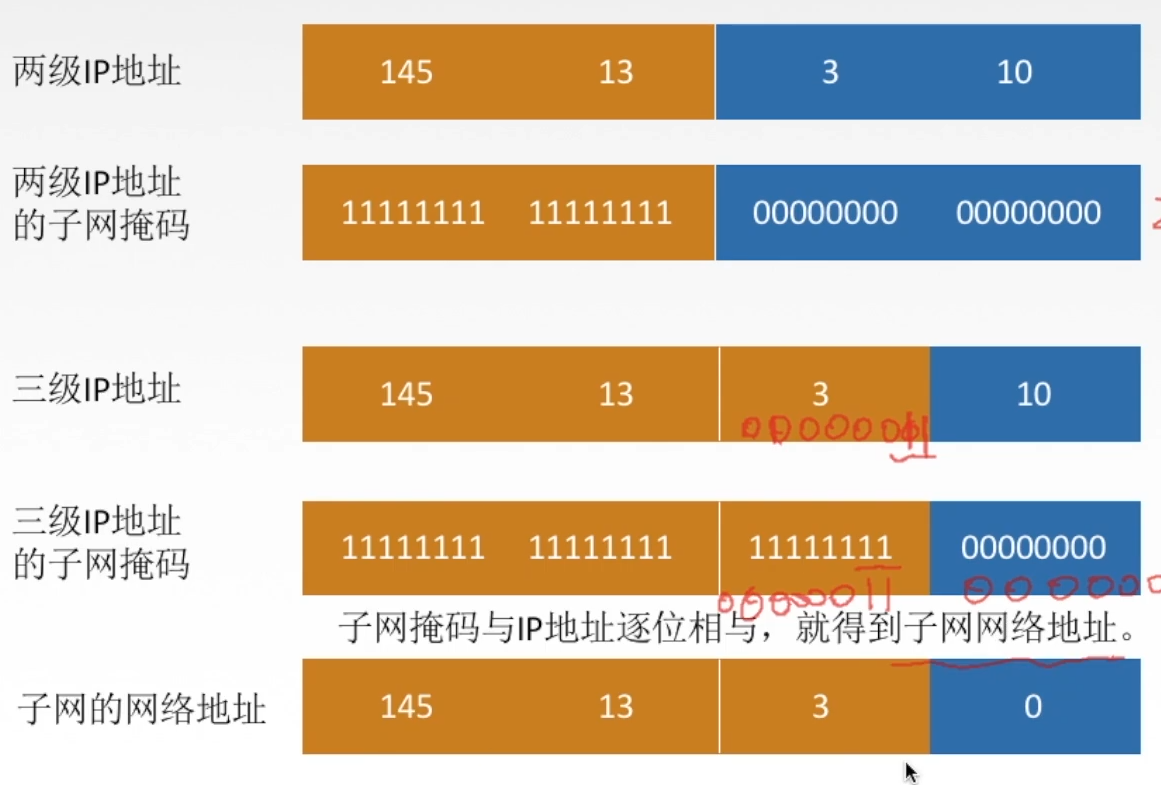 两级IP地址 145 13 3 10
两级IP地址
的子网掩码 11111111 11111111 00000000 00000000
三级IP地址 145 13 3 10
00000011
三级IP地址
的子网掩码 11111111 11111111 11111111 00000000
00000011 000000
子网掩码与IP地址逐位相与，就得到子网网络地址。
子网的网络地址 145 13 3 0